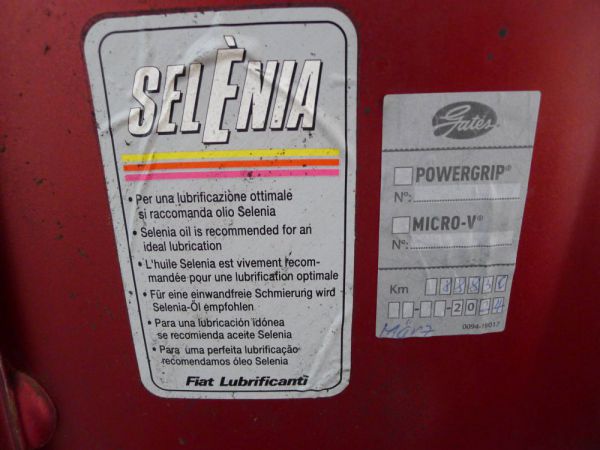 SELÈNIA
• Per una lubrificazione ottimale
si raccomanda olio Selenia
• Selenia oil is recommended for an
ideal lubrication
• L'huile Selenia est vivement recom-
mandée pour une lubrification optimale
• Für eine einwandfreie Schmierung wird
Selenia-Öl empfohlen
• Para una lubricación idónea
se recomienda aceite Selenia
• Para uma perfeita lubrificação
recomendamos óleo Selenia
Fiat Lubrificanti
Gates
POWERGRIP®
N°:
MICRO-V®
N°:
Km
20
März
0094-19017